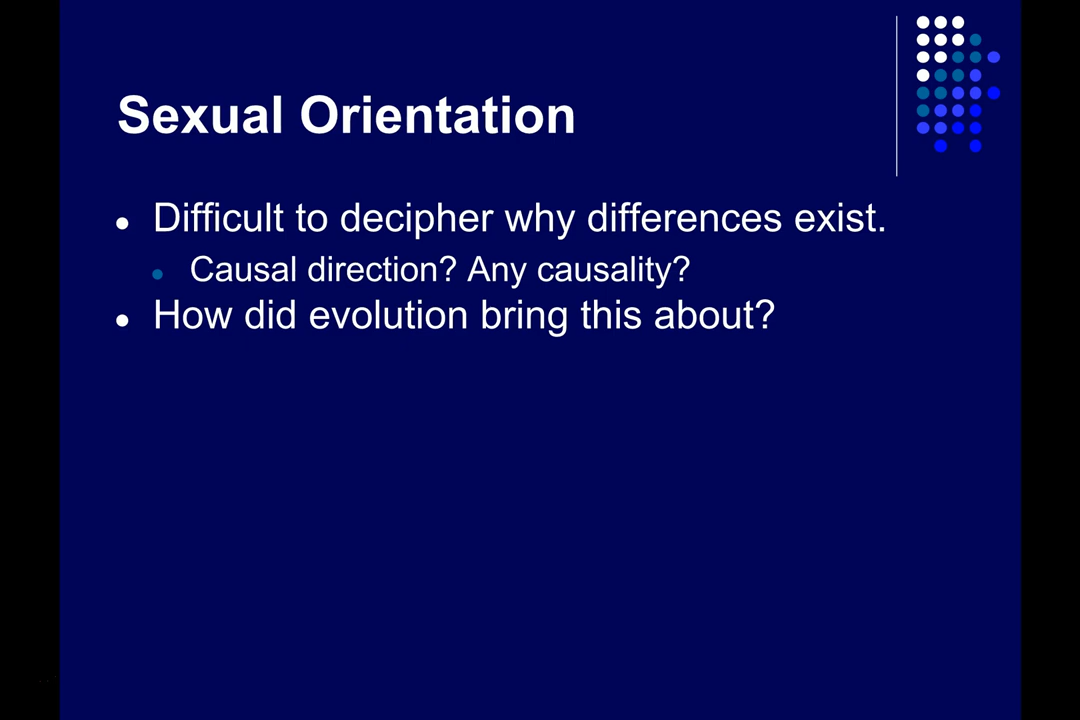 Sexual Orientation
Difficult to decipher why differences exist.
Causal direction? Any causality?
How did evolution bring this about?